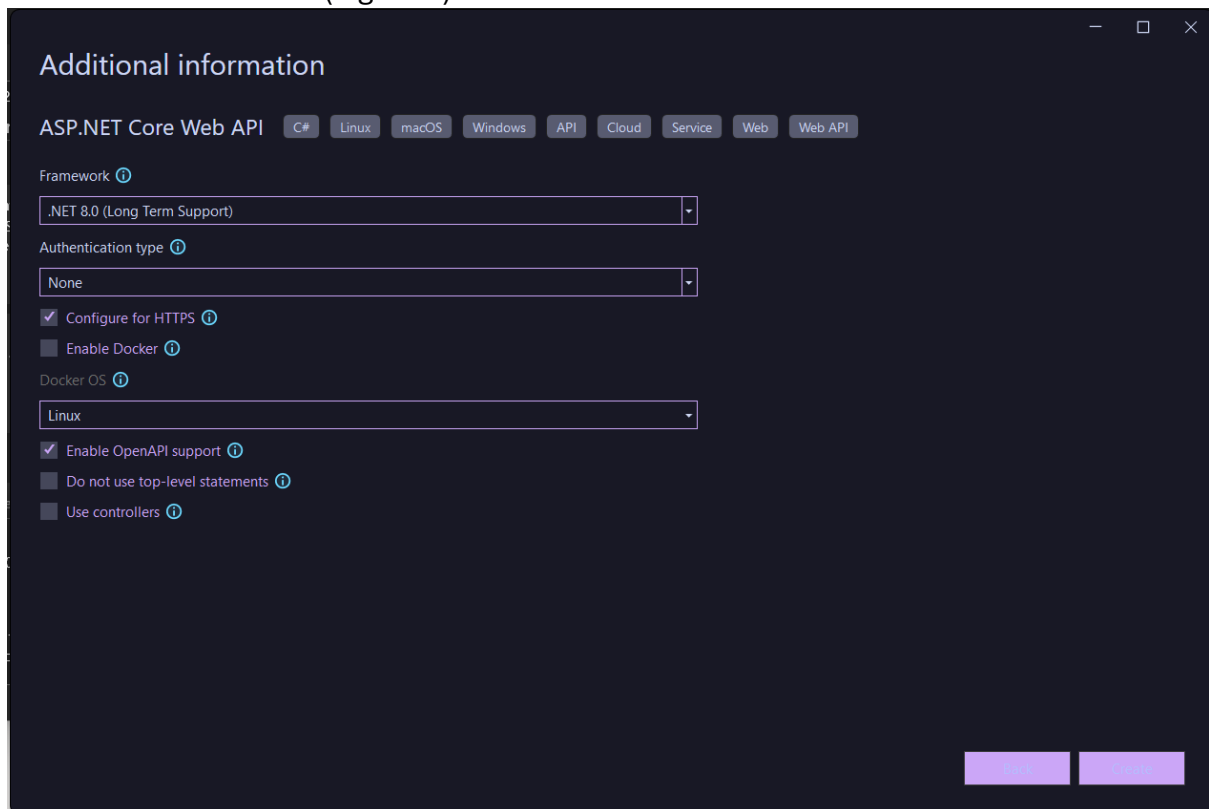 Additional information
ASP.NET Core Web API C# Linux macOS Windows API Cloud Service Web Web API
Framework
.NET 8.0 (Long Term Support)
Authentication type
None
Configure for HTTPS
Enable Docker
Docker OS
Linux
Enable OpenAPI support
Do not use top-level statements
Use controllers
Back Create